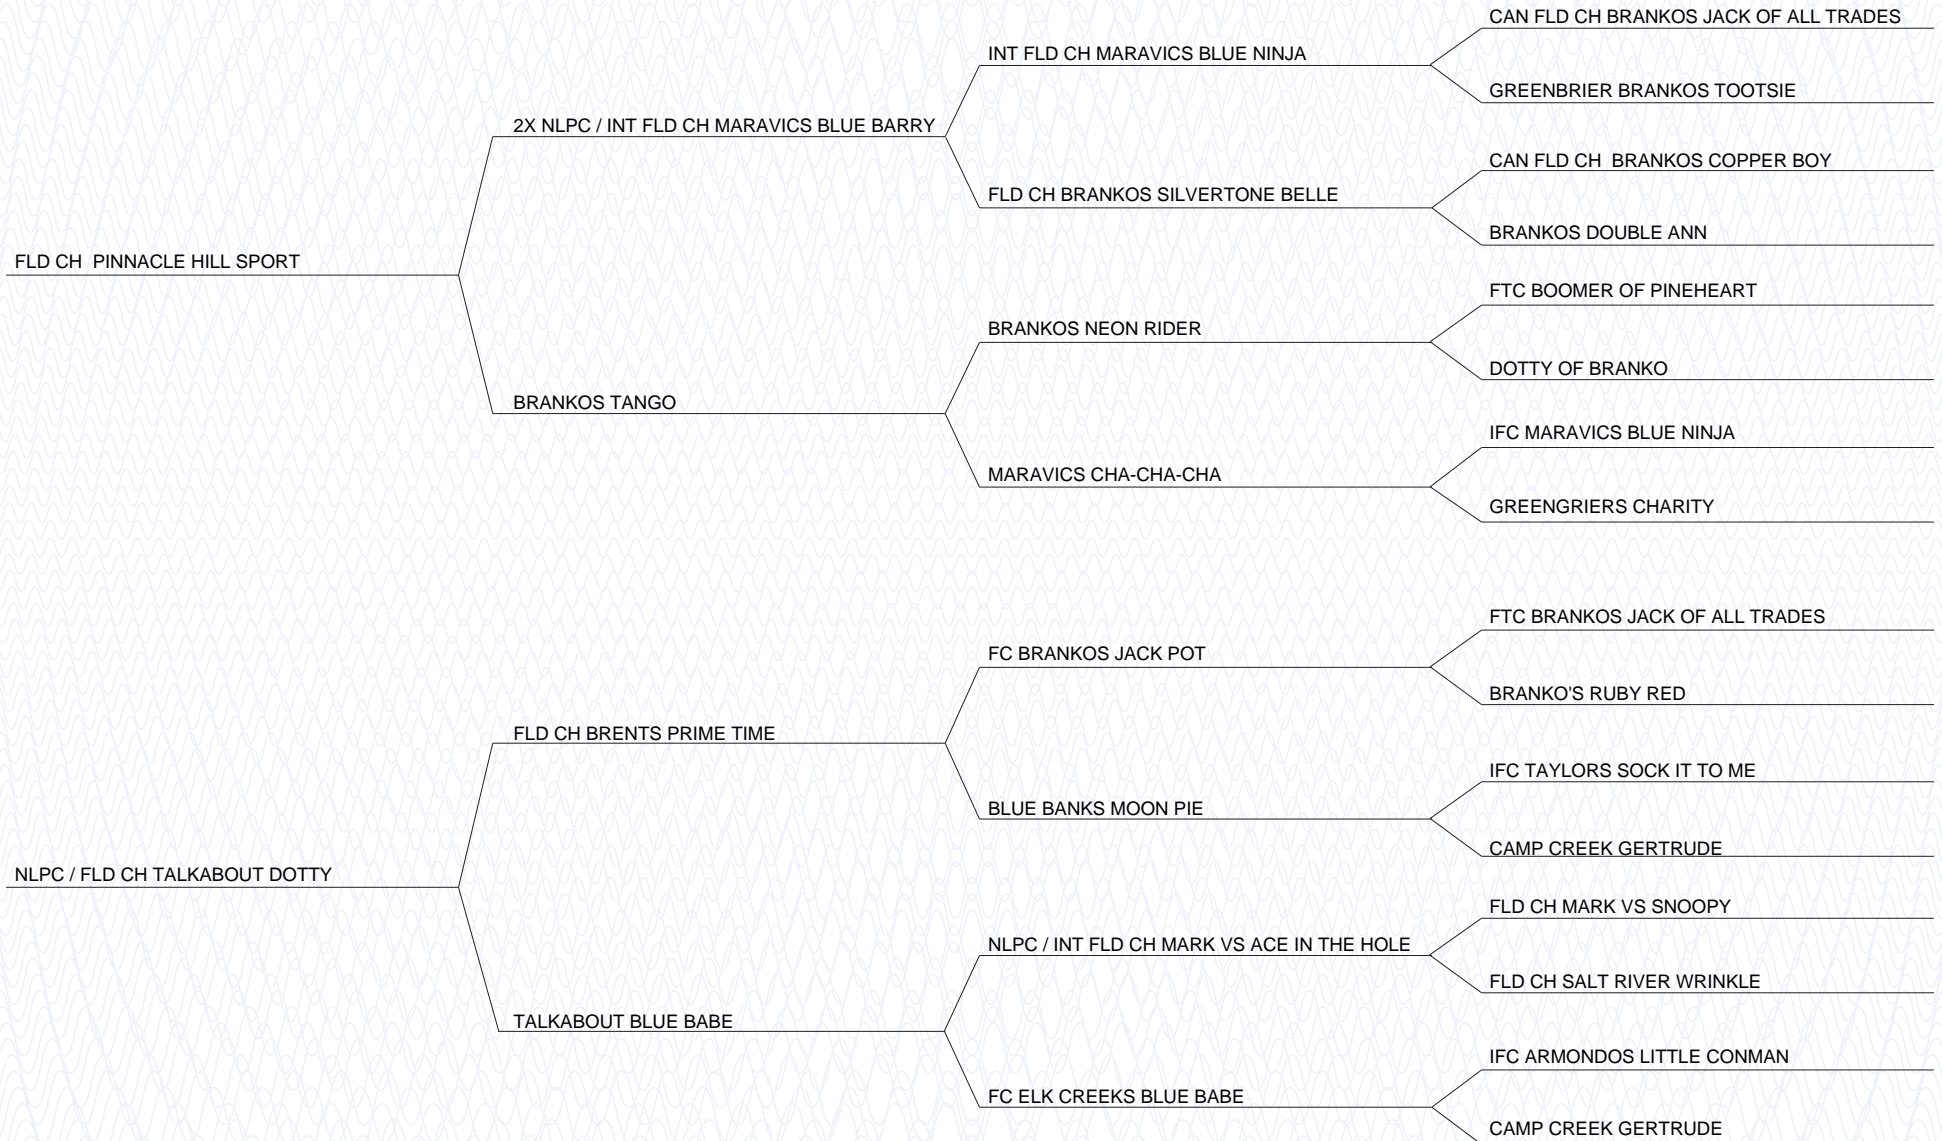 CAN FLD CH BRANKOS JACK OF ALL TRADES
INT FLD CH MARAVICS BLUE NINJA
GREENBRIER BRANKOS TOOTSIE
2X NLPC / INT FLD CH MARAVICS BLUE BARRY
CAN FLD CH  BRANKOS COPPER BOY
FLD CH BRANKOS SILVERTONE BELLE
BRANKOS DOUBLE ANN
FLD CH  PINNACLE HILL SPORT
FTC BOOMER OF PINEHEART
BRANKOS NEON RIDER
DOTTY OF BRANKO
BRANKOS TANGO
IFC MARAVICS BLUE NINJA
MARAVICS CHA-CHA-CHA
GREENGRIERS CHARITY
FTC BRANKOS JACK OF ALL TRADES
FC BRANKOS JACK POT
BRANKO'S RUBY RED
FLD CH BRENTS PRIME TIME
IFC TAYLORS SOCK IT TO ME
BLUE BANKS MOON PIE
CAMP CREEK GERTRUDE
NLPC / FLD CH TALKABOUT DOTTY
FLD CH MARK VS SNOOPY
NLPC / INT FLD CH MARK VS ACE IN THE HOLE
FLD CH SALT RIVER WRINKLE
TALKABOUT BLUE BABE
IFC ARMONDOS LITTLE CONMAN
FC ELK CREEKS BLUE BABE
CAMP CREEK GERTRUDE